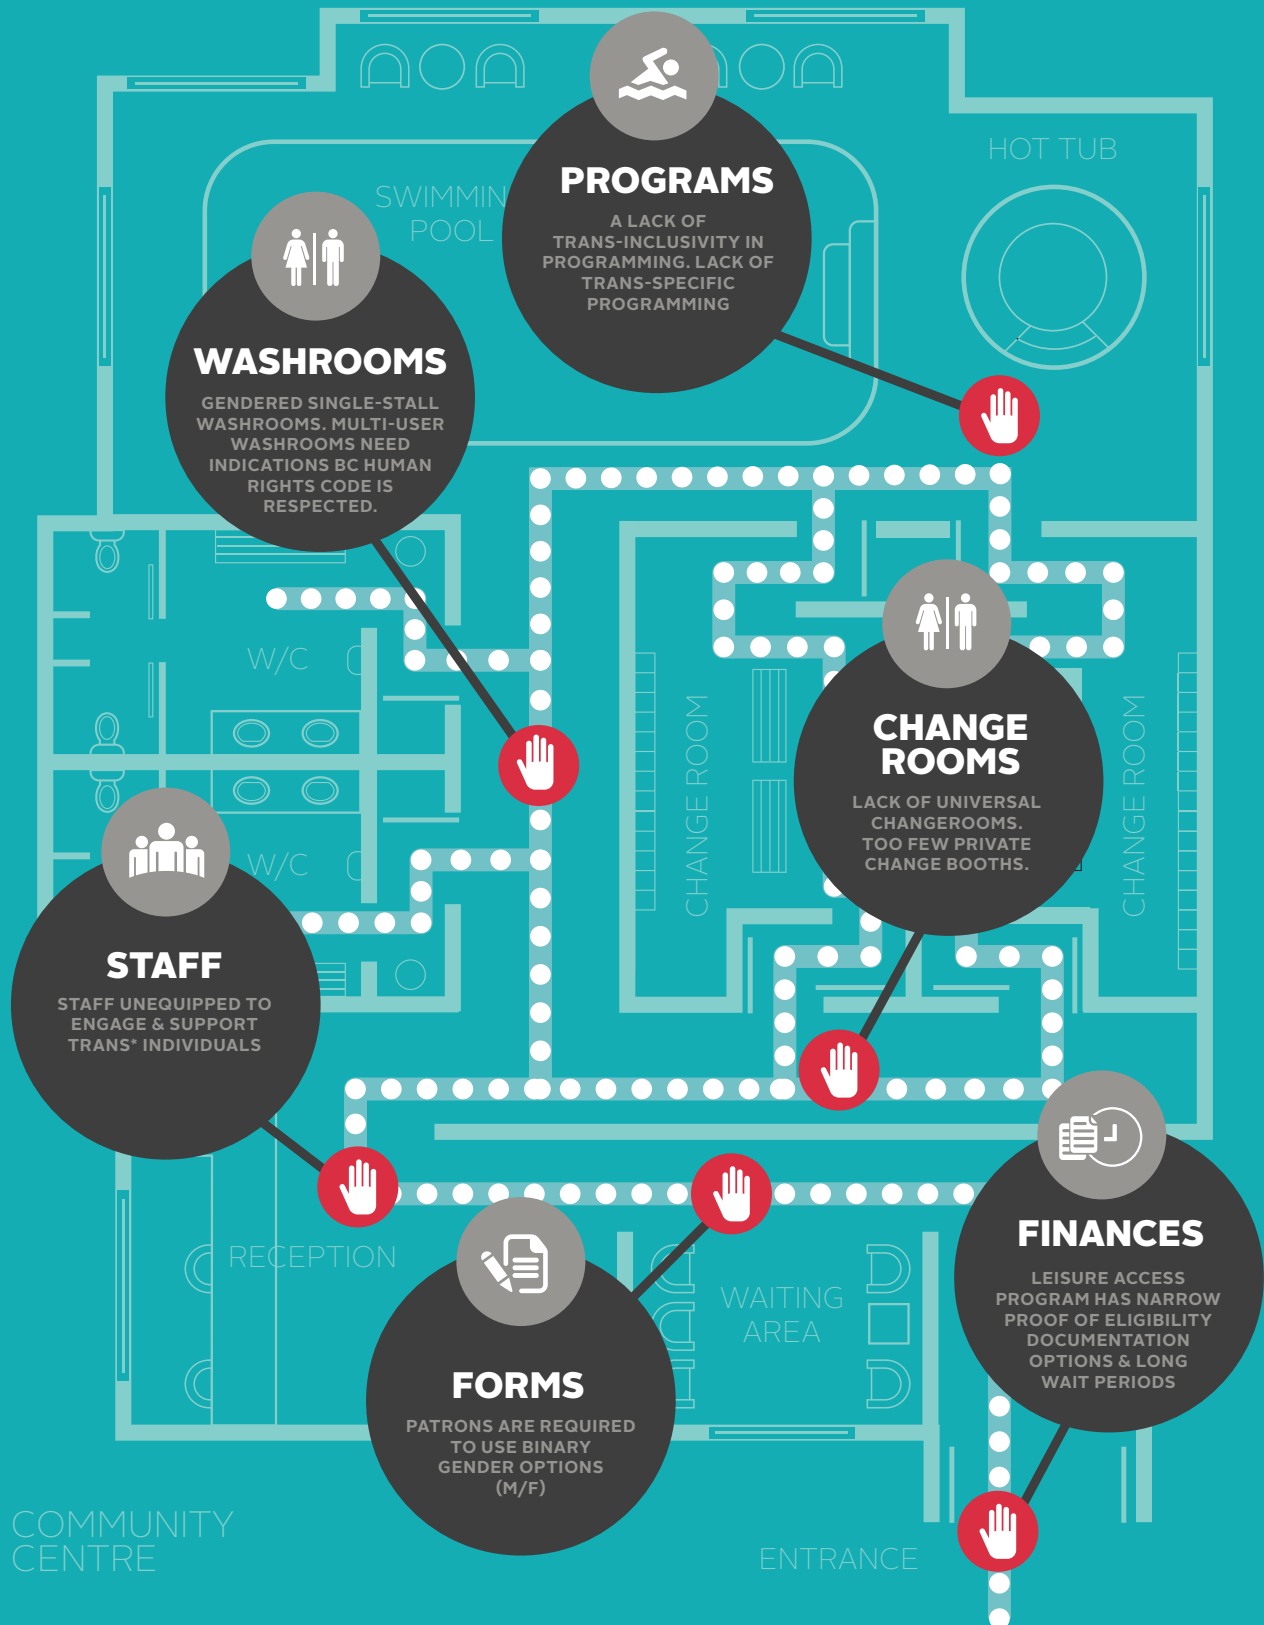 PROGRAMS
A LACK OF
TRANS-INCLUSIVITY IN
PROGRAMMING. LACK OF
TRANS-SPECIFIC
PROGRAMMING
HOT TUB
SWIMMIN
POOL
WASHROOMS
GENDERED SINGLE-STALL
WASHROOMS. MULTI-USER
WASHROOMS NEED
INDICATIONS BC HUMAN
RIGHTS CODE IS
RESPECTED.
W/C
W/C
CHANGE ROOM
CHANGE
ROOMS
LACK OF UNIVERSAL
CHANGEROOMS.
TOO FEW PRIVATE
CHANGE BOOTHS.
CHANGE ROOM
STAFF
STAFF UNEQUIPPED TO
ENGAGE & SUPPORT
TRANS* INDIVIDUALS
RECEPTION
FORMS
PATRONS ARE REQUIRED
TO USE BINARY
GENDER OPTIONS
(M/F)
WAITING
AREA
FINANCES
LEISURE ACCESS
PROGRAM HAS NARROW
PROOF OF ELIGIBILITY
DOCUMENTATION
OPTIONS & LONG
WAIT PERIODS
COMMUNITY
CENTRE
ENTRANCE